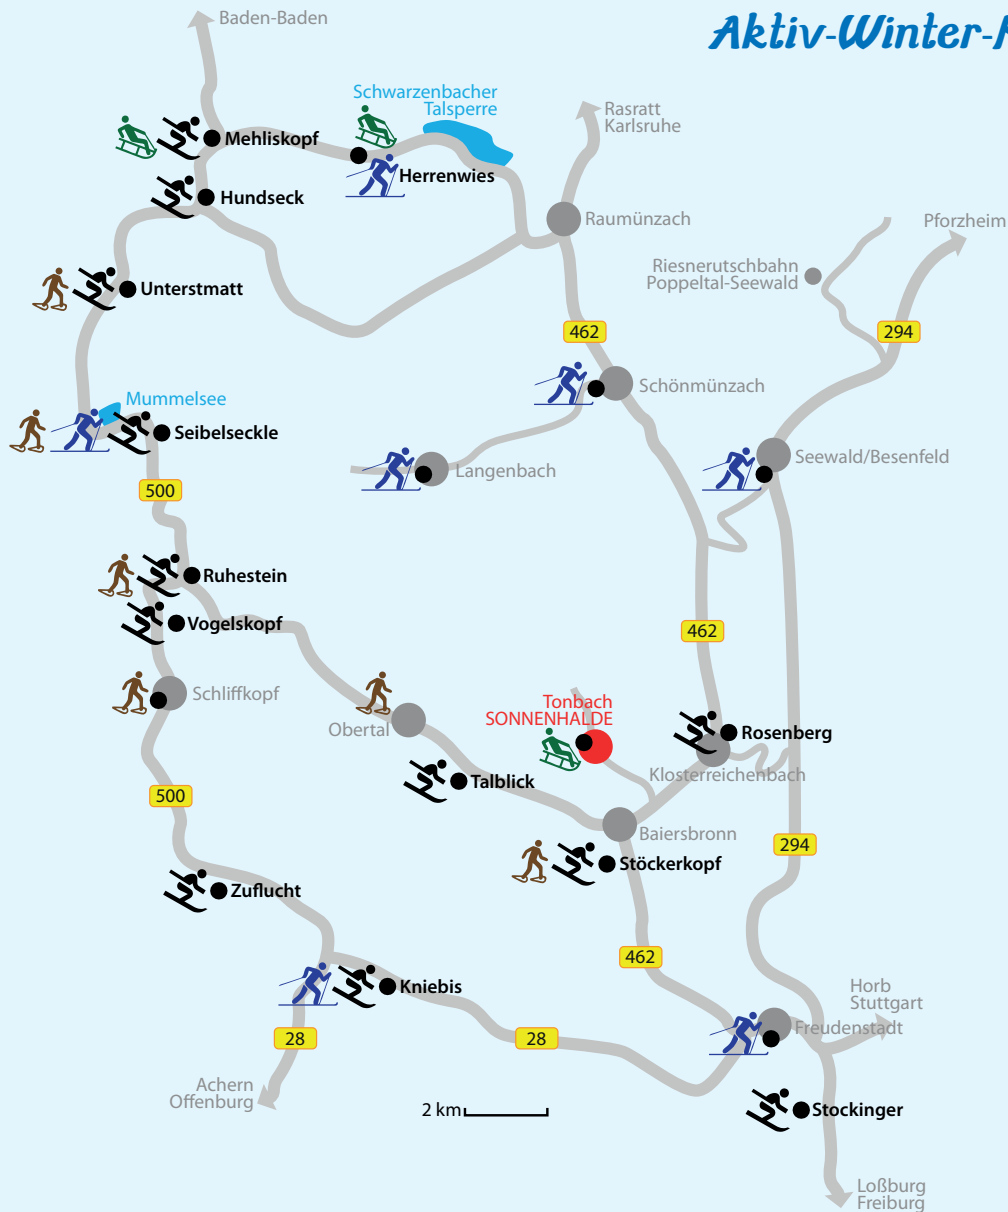 Baden-Baden
Aktiv-Winter-
Schwarzenbacher
Talsperre
Rasratt
Karlsruhe
Mehliskopf
Herrenwies
Hundseck
Raumünzach
Pforzheim
Riesnerutschbahn
Poppeltal-Seewald
Unterstmatt
462
294
Schönmünzach
Mummelsee
Seibelseckle
Langenbach
Seewald/Besenfeld
500
Ruhestein
Vogelskopf
462
Schliffkopf
Obertal
Tonbach
SONNENHALDE
Rosenberg
Klosterreichenbach
Talblick
500
Baiersbronn
294
Stöckerkopf
Zuflucht
462
Kniebis
Horb
Stuttgart
Freudenstadt
28
28
Achern
Offenburg
2 km
Stockinger
Loßburg
Freiburg